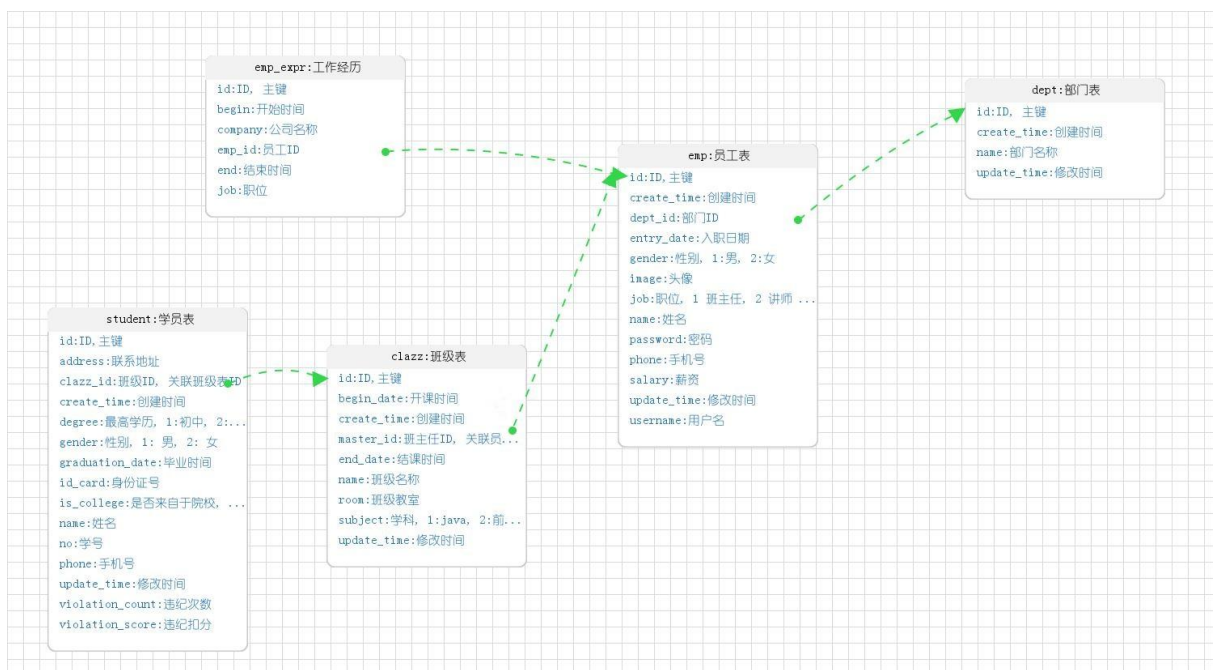 emp_expr:工作经历
id:ID, 主键
begin:开始时间
company:公司名称
emp_id:员工ID
end:结束时间
job:职位
dept:部门表
id:ID, 主键
create_time:创建时间
name:部门名称
update_time:修改时间
emp:员工表
id:ID,主键
create_time:创建时间
dept_id:部门ID
entry_date:入职日期
gender:性别, 1:男, 2:女
image:头像
job:职位, 1 班主任, 2 讲师 ...
name:姓名
password:密码
phone:手机号
salary:薪资
update_time:修改时间
username:用户名
student:学员表
id:ID,主键
address:联系地址
clazz_id:班级ID, 关联班级表ID
create_time:创建时间
degree:最高学历, 1:初中, 2:...
gender:性别, 1: 男, 2: 女
graduation_date:毕业时间
id_card:身份证号
is_college:是否来自于院校, ...
name:姓名
no:学号
phone:手机号
update_time:修改时间
violation_count:违纪次数
violation_score:违纪扣分
clazz:班级表
id:ID,主键
begin_date:开课时间
create_time:创建时间
master_id:班主任ID, 关联员...
end_date:结课时间
name:班级名称
room:班级教室
subject:学科, 1:java, 2:前...
update_time:修改时间